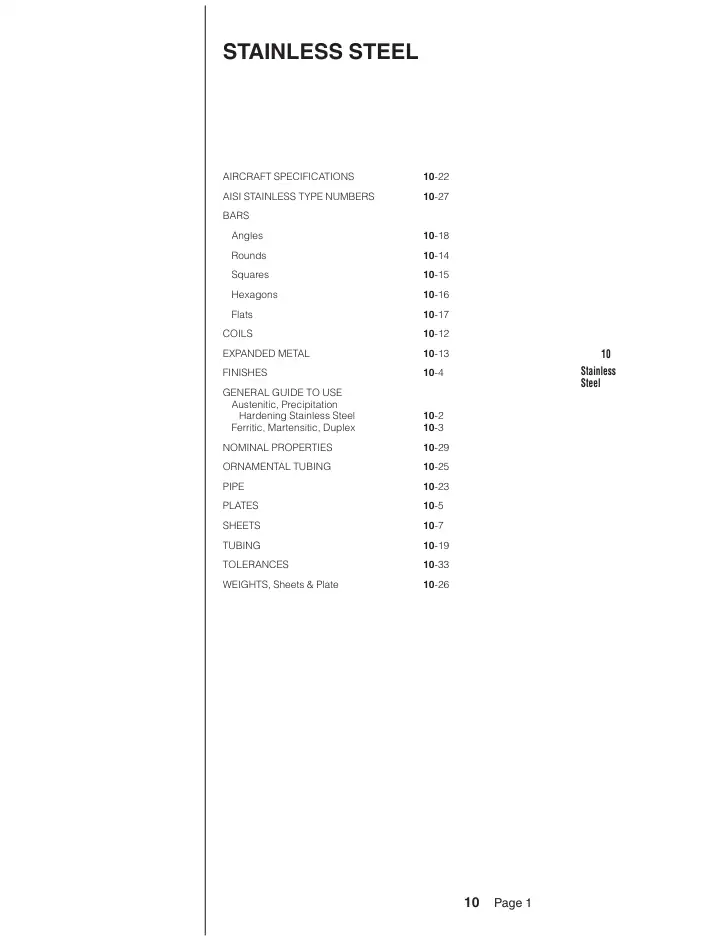 STAINLESS STEEL
AIRCRAFT SPECIFICATIONS 10-22
AISI STAINLESS TYPE NUMBERS 10-27
BARS
Angles 10-18
Rounds 10-14
Squares 10-15
Hexagons 10-16
Flats 10-17
COILS 10-12
EXPANDED METAL 10-13
FINISHES 10-4
GENERAL GUIDE TO USE
Austenitic, Precipitation
Hardening Stainless Steel 10-2
Ferritic, Martensitic, Duplex 10-3
NOMINAL PROPERTIES 10-29
ORNAMENTAL TUBING 10-25
PIPE 10-23
PLATES 10-5
SHEETS 10-7
TUBING 10-19
TOLERANCES 10-33
WEIGHTS, Sheets & Plate 10-26
10
Stainless
Steel
10 Page 1